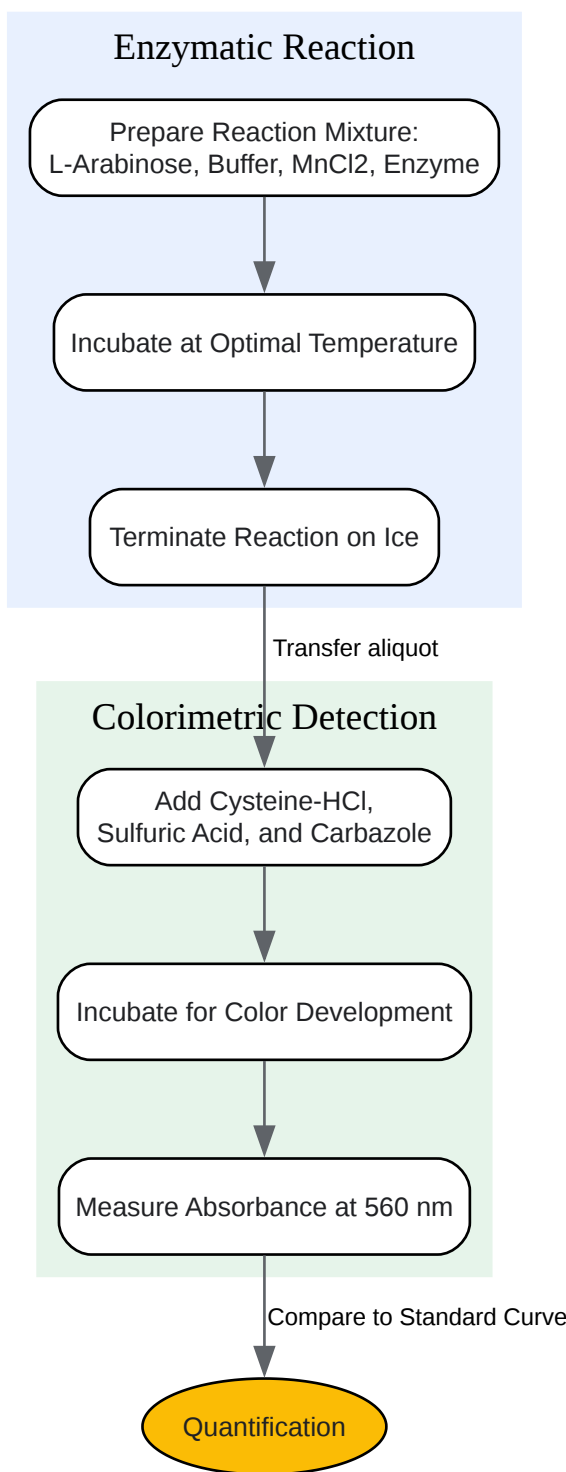 Enzymatic Reaction
Prepare Reaction Mixture:
L-Arabinose, Buffer, MnCl2, Enzyme
Incubate at Optimal Temperature
Terminate Reaction on Ice
Transfer aliquot
Colorimetric Detection
Add Cysteine-HCl,
Sulfuric Acid, and Carbazole
Incubate for Color Development
Measure Absorbance at 560 nm
Compare to Standard Curve
Quantification